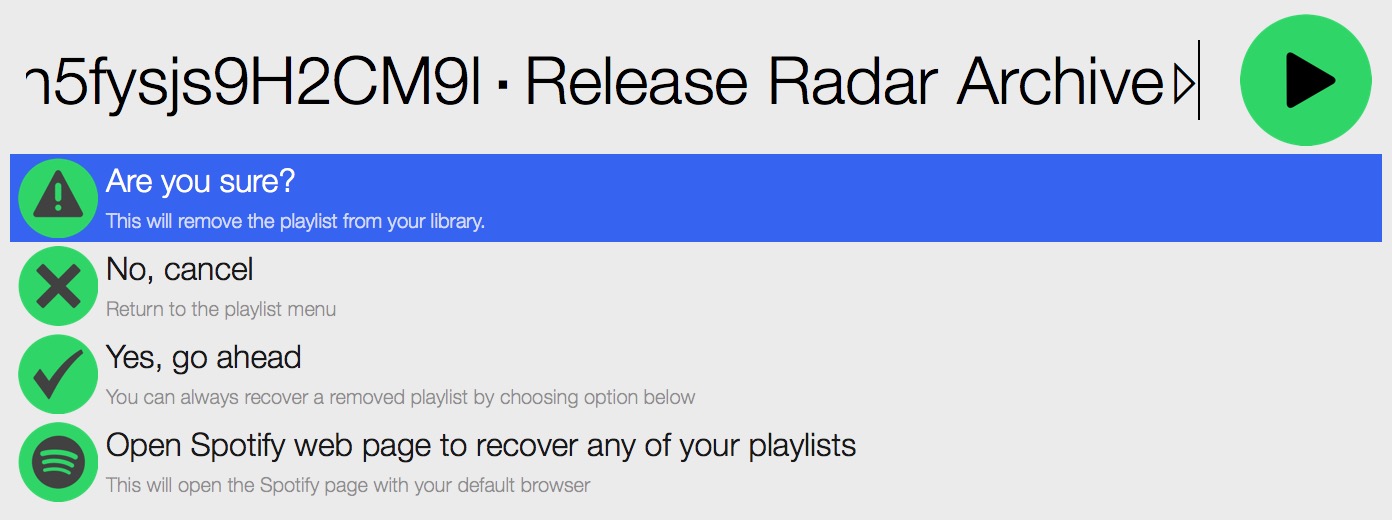 n5fysjs9H2CM9l · Release Radar Archive ▷
Are you sure?
This will remove the playlist from your library.
No, cancel
Return to the playlist menu
Yes, go ahead
You can always recover a removed playlist by choosing option below
Open Spotify web page to recover any of your playlists
This will open the Spotify page with your default browser